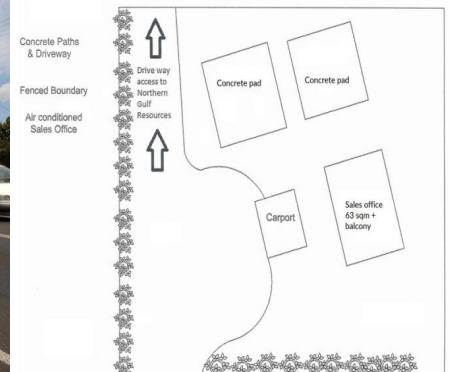 Concrete Paths
& Driveway
Fenced Boundary
Air conditioned
Sales Office
Drive way
access to
Northern
Gulf
Resources
Concrete pad
Concrete pad
Carport
Sales office
63 sqm +
balcony